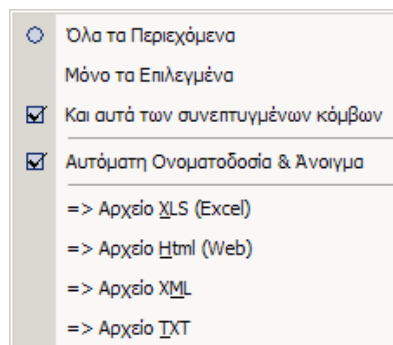 Όλα τα Περιεχόμενα
Μόνο τα Επιλεγμένα
Και αυτά των συνεπτυγμένων κόμβων
Αυτόματη Ονοματοδοσία & Άνοιγμα
=> Αρχείο XLS (Excel)
=> Αρχείο Html (Web)
=> Αρχείο XML
=> Αρχείο TXT